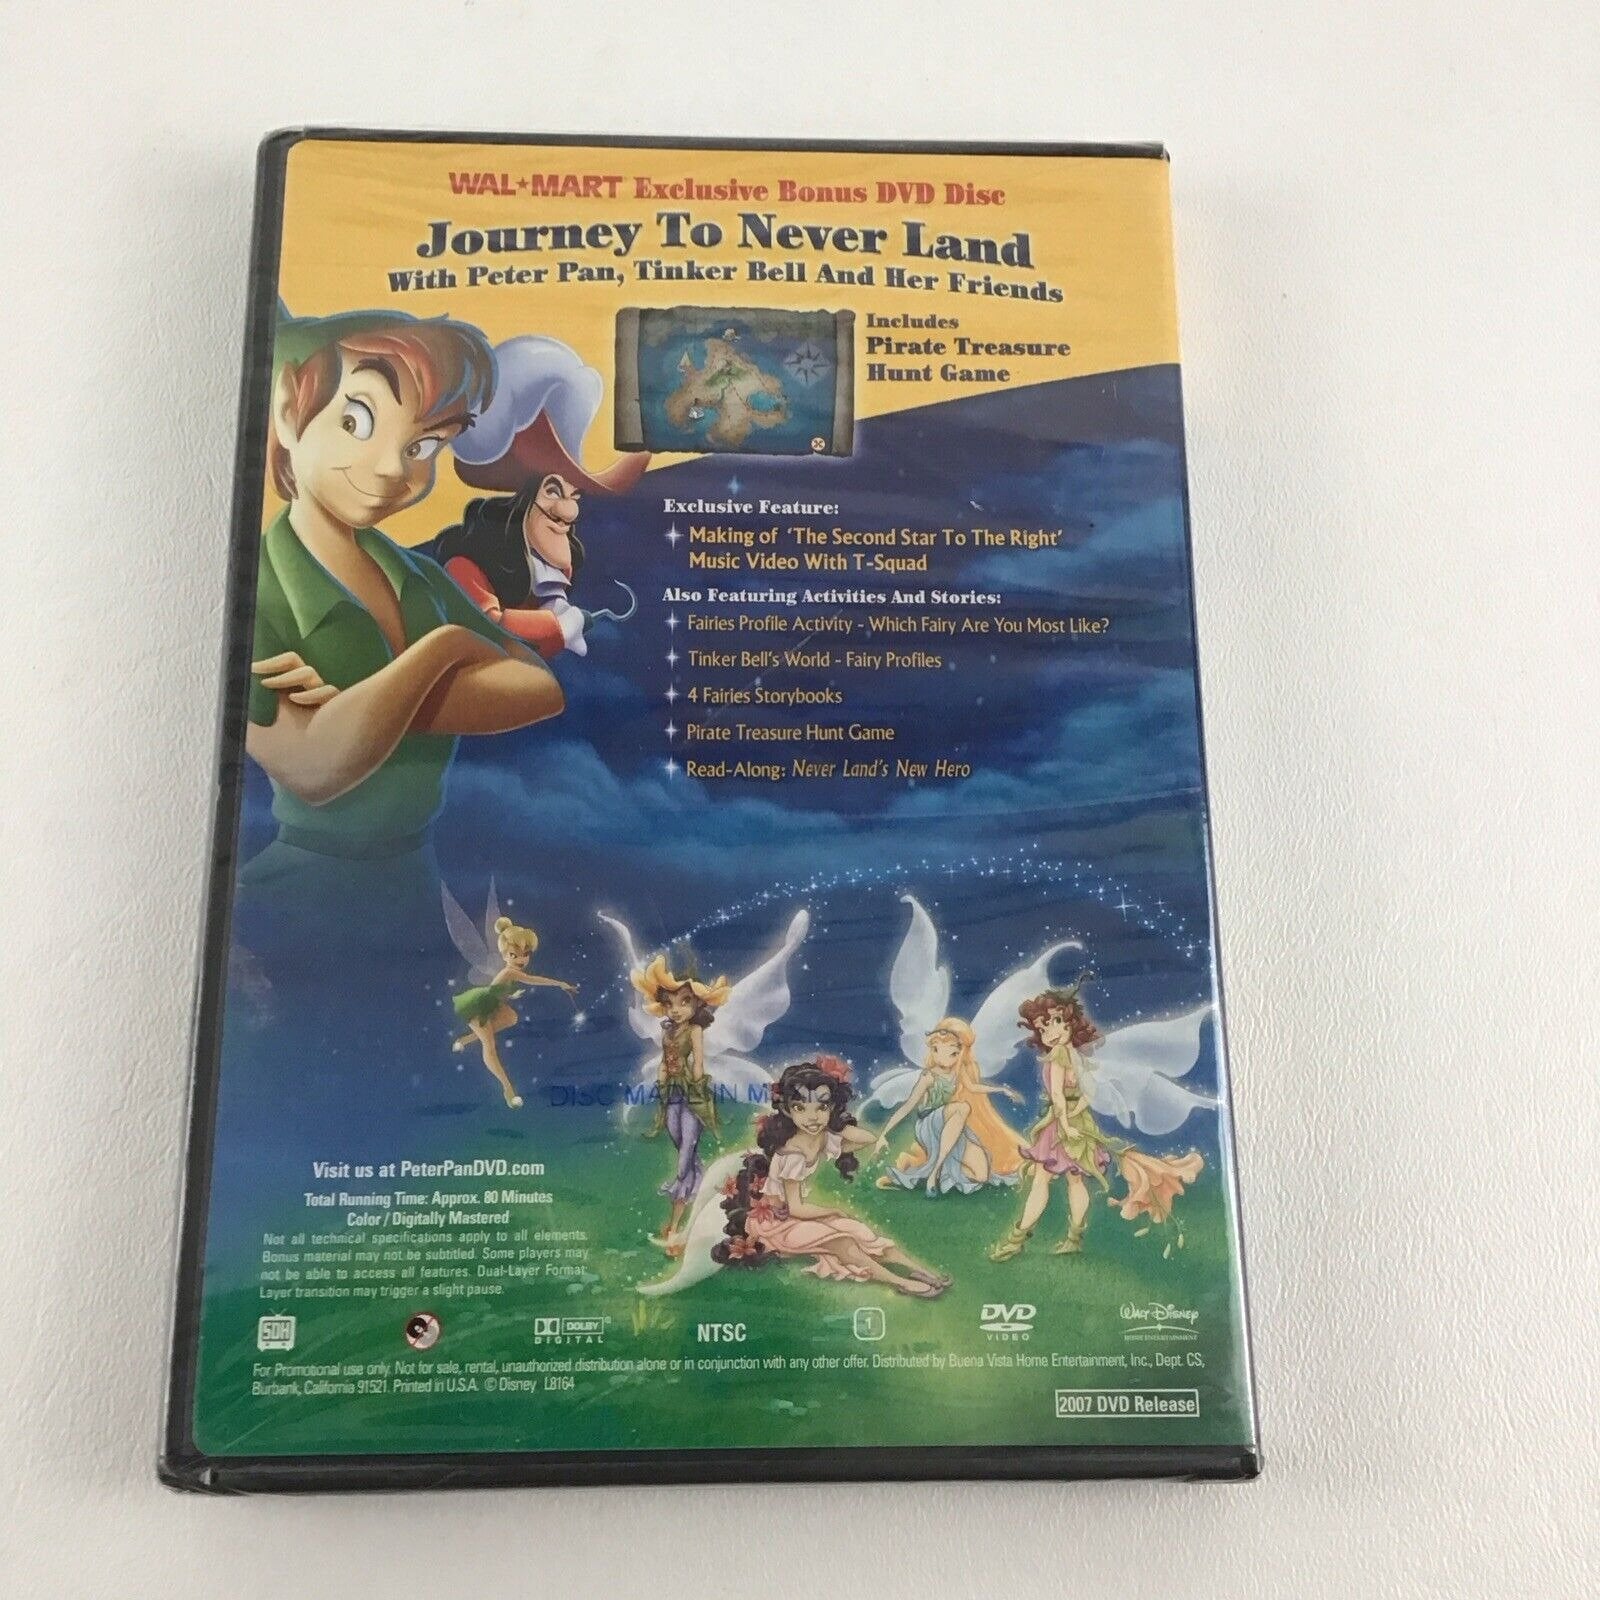 WAL★MART Exclusive Bonus DVD Disc
Journey To Never Land
With Peter Pan, Tinker Bell And Her Friends
Includes
Pirate Treasure
Hunt Game
Exclusive Feature:
Making of 'The Second Star To The Right'
Music Video With T-Squad
Also Featuring Activities And Stories:
Fairies Profile Activity - Which Fairy Are You Most Like?
Tinker Bell's World - Fairy Profiles
4 Fairies Storybooks
Pirate Treasure Hunt Game
Read-Along: Never Land's New Hero
DISC MADE IN MEXICO
Visit us at PeterPanDVD.com
Total Running Time: Approx. 80 Minutes
Color / Digitally Mastered
Not all technical specifications apply to all elements.
Bonus material may not be subtitled. Some players may
not be able to access all features. Dual-Layer Format:
Layer transition may trigger a slight pause.
SDH
DOLBY
DIGITAL
NTSC
1
DVD
VIDEO
WALT DISNEY
HOME ENTERTAINMENT
For Promotional use only. Not for sale, rental, unauthorized distribution alone or in conjunction with any other offer. Distributed by Buena Vista Home Entertainment, Inc., Dept. CS,
Burbank, California 91521. Printed in U.S.A. © Disney L8164
2007 DVD Release